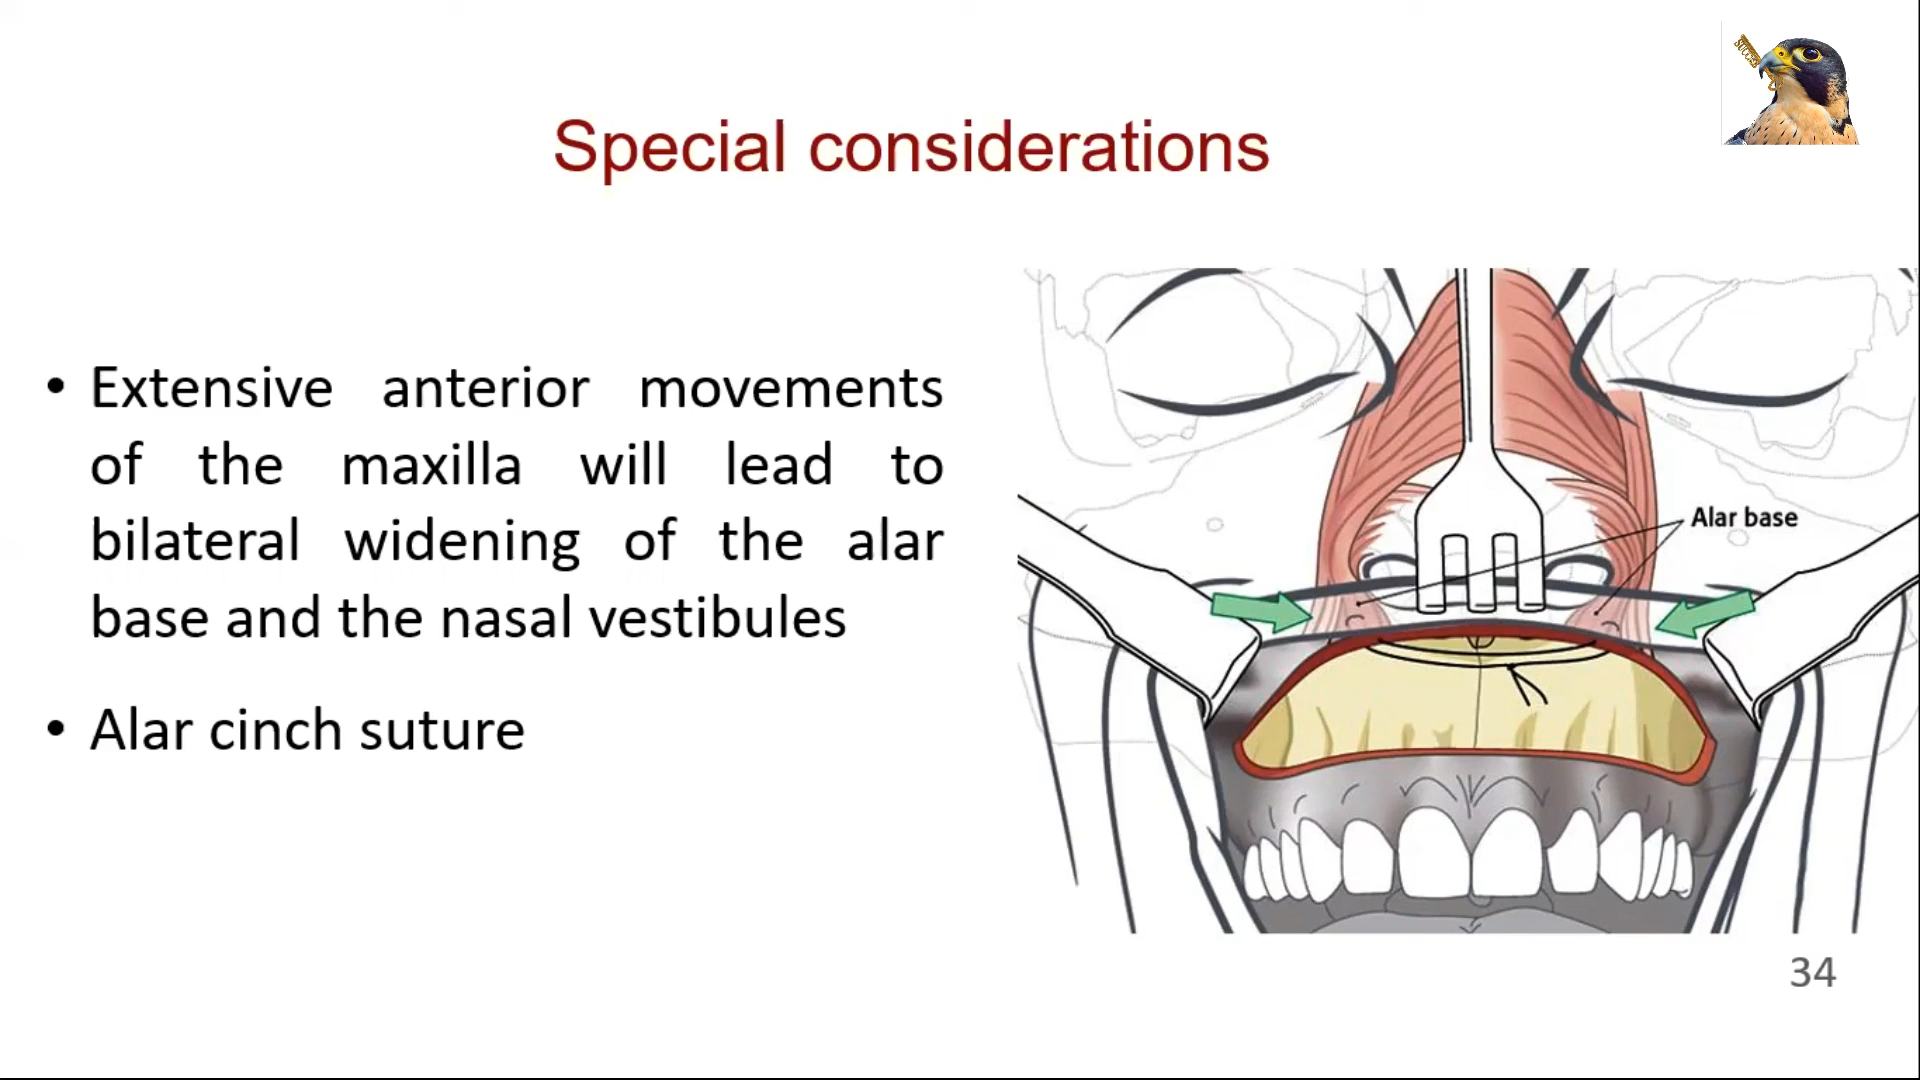 SUCCESS
Special considerations
• Extensive anterior movements
of the maxilla will lead to
bilateral widening of the alar
base and the nasal vestibules
• Alar cinch suture
Alar base
34